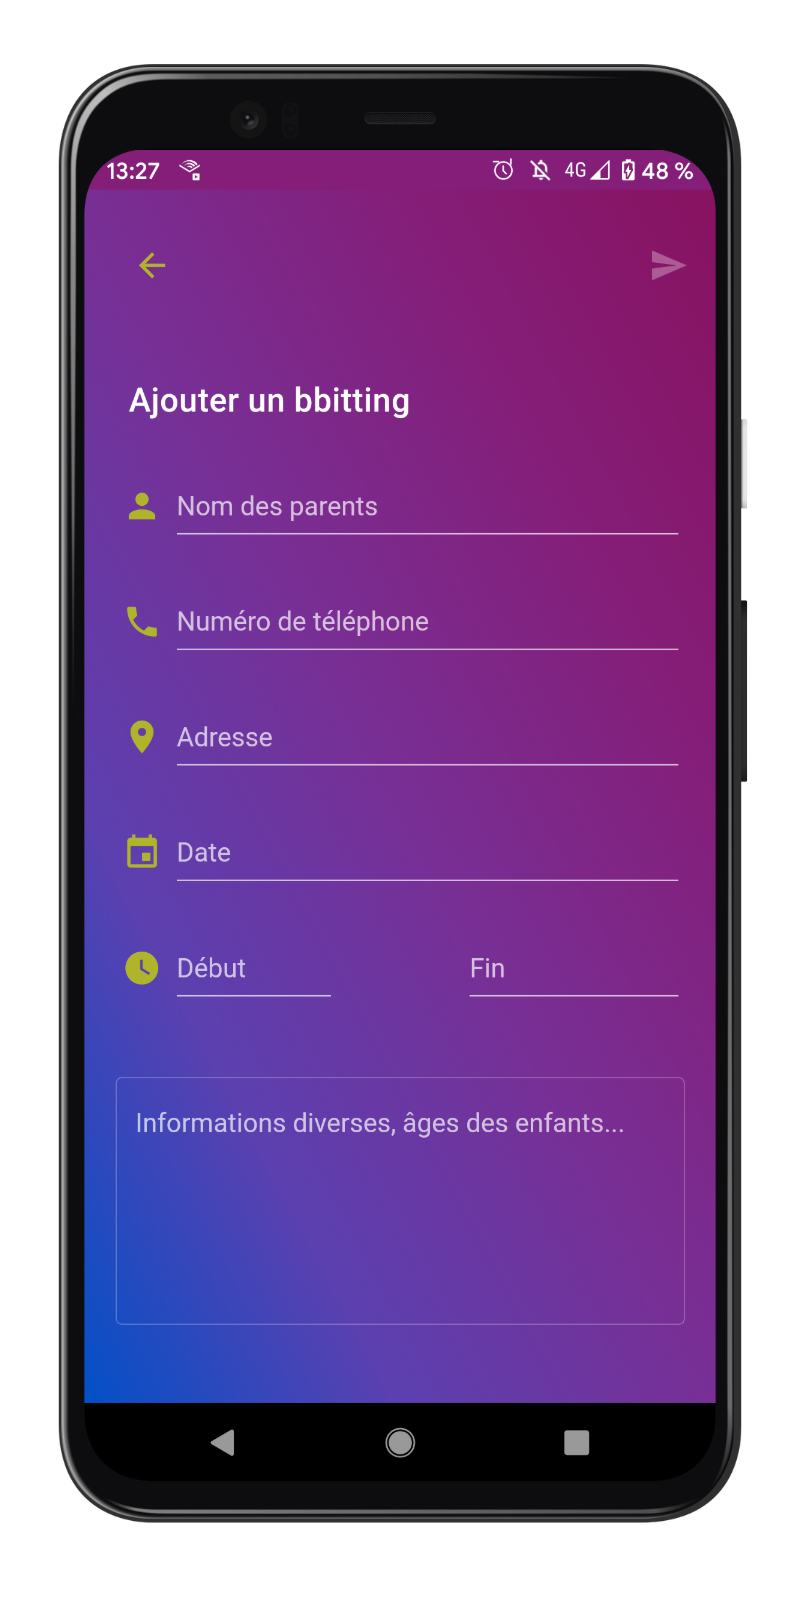 13:27 4G 48 %
Ajouter un bbitting
Nom des parents
Numéro de téléphone
Adresse
Date
Début Fin
Informations diverses, âges des enfants...